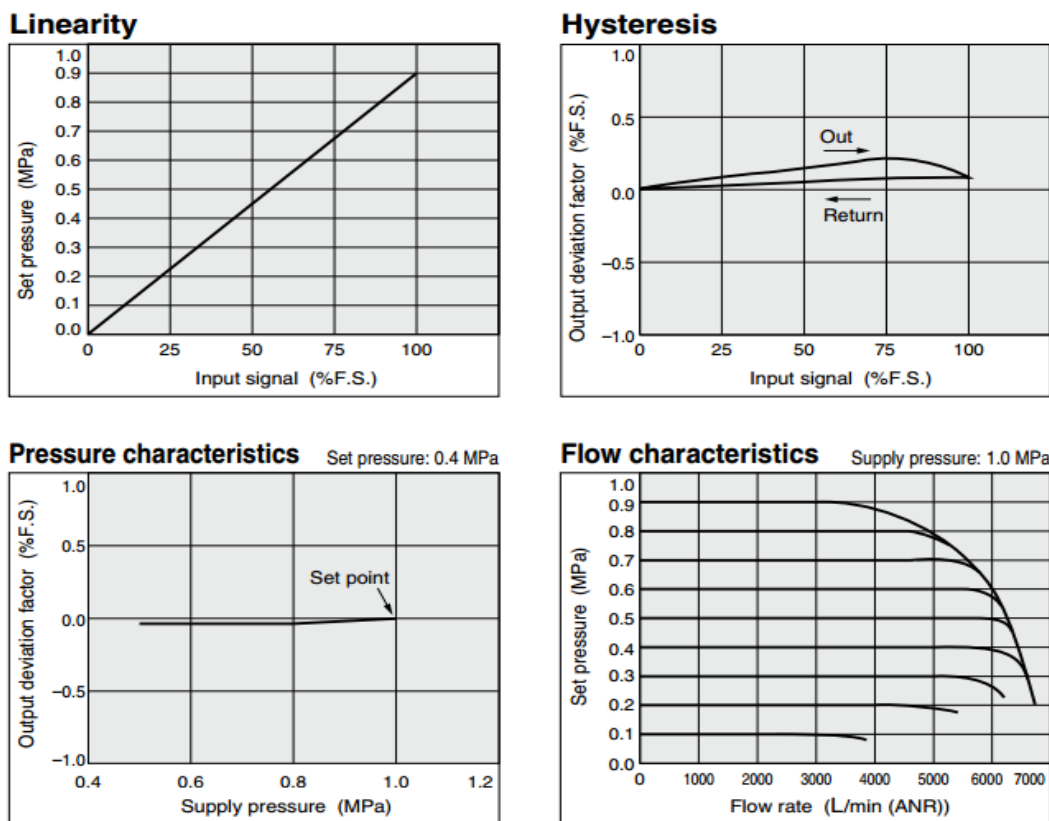 Linearity
Set pressure (MPa)
1.0
0.9
0.8
0.7
0.6
0.5
0.4
0.3
0.2
0.1
0.0
0 25 50 75 100
Input signal (%F.S.)
Hysteresis
Output deviation factor (%F.S.)
1.0
0.5
0.0
−0.5
−1.0
Out
Return
0 25 50 75 100
Input signal (%F.S.)
Pressure characteristics Set pressure: 0.4 MPa
Output deviation factor (%F.S.)
1.0
0.5
0.0
−0.5
−1.0
Set point
0.4 0.6 0.8 1.0 1.2
Supply pressure (MPa)
Flow characteristics Supply pressure: 1.0 MPa
Set pressure (MPa)
1.0
0.9
0.8
0.7
0.6
0.5
0.4
0.3
0.2
0.1
0.0
0 1000 2000 3000 4000 5000 6000 7000
Flow rate (L/min (ANR))